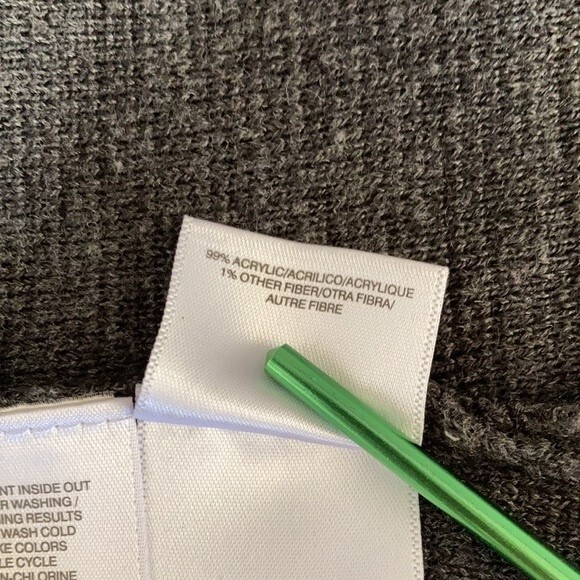 99% ACRYLIC/ACRILICO/ACRYLIQUE
1% OTHER FIBER/OTRA FIBRA/
AUTRE FIBRE
INSIDE OUT
WASHING /
RESULTS
WASH COLD
COLORS
CYCLE